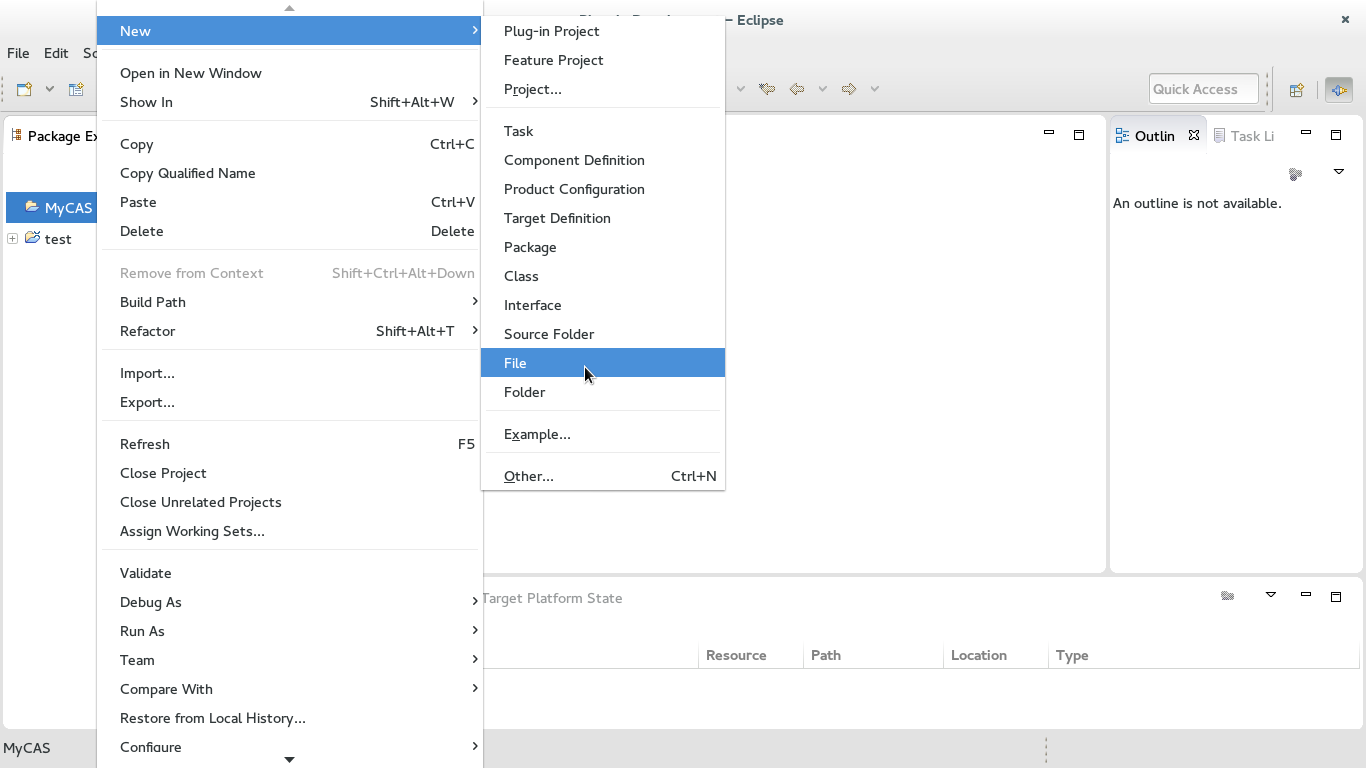 — Eclipse
File Edit
Quick Access
Package Ex
MyCAS
test
New
Open in New Window
Show In Shift+Alt+W
Copy Ctrl+C
Copy Qualified Name
Paste Ctrl+V
Delete Delete
Remove from Context Shift+Ctrl+Alt+Down
Build Path
Refactor Shift+Alt+T
Import...
Export...
Refresh F5
Close Project
Close Unrelated Projects
Assign Working Sets...
Validate
Debug As
Run As
Team
Compare With
Restore from Local History...
Configure
Plug-in Project
Feature Project
Project...
Task
Component Definition
Product Configuration
Target Definition
Package
Class
Interface
Source Folder
File
Folder
Example...
Other... Ctrl+N
Outlin Task Li
An outline is not available.
Target Platform State
Resource Path Location Type
MyCAS